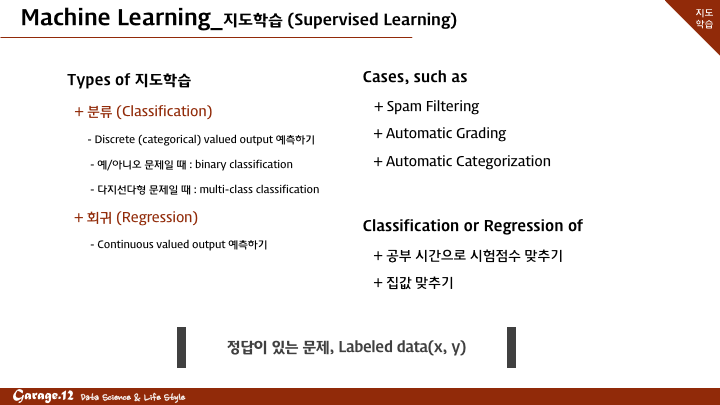 Machine Learning_지도학습 (Supervised Learning)
지도
학습
Types of 지도학습
+ 분류 (Classification)
- Discrete (categorical) valued output 예측하기
- 예/아니오 문제일 때 : binary classification
- 다지선다형 문제일 때 : multi-class classification
+ 회귀 (Regression)
- Continuous valued output 예측하기
Cases, such as
+ Spam Filtering
+ Automatic Grading
+ Automatic Categorization
Classification or Regression of
+ 공부 시간으로 시험점수 맞추기
+ 집값 맞추기
정답이 있는 문제, Labeled data(x, y)
Garage.12 Data Science & Life Style